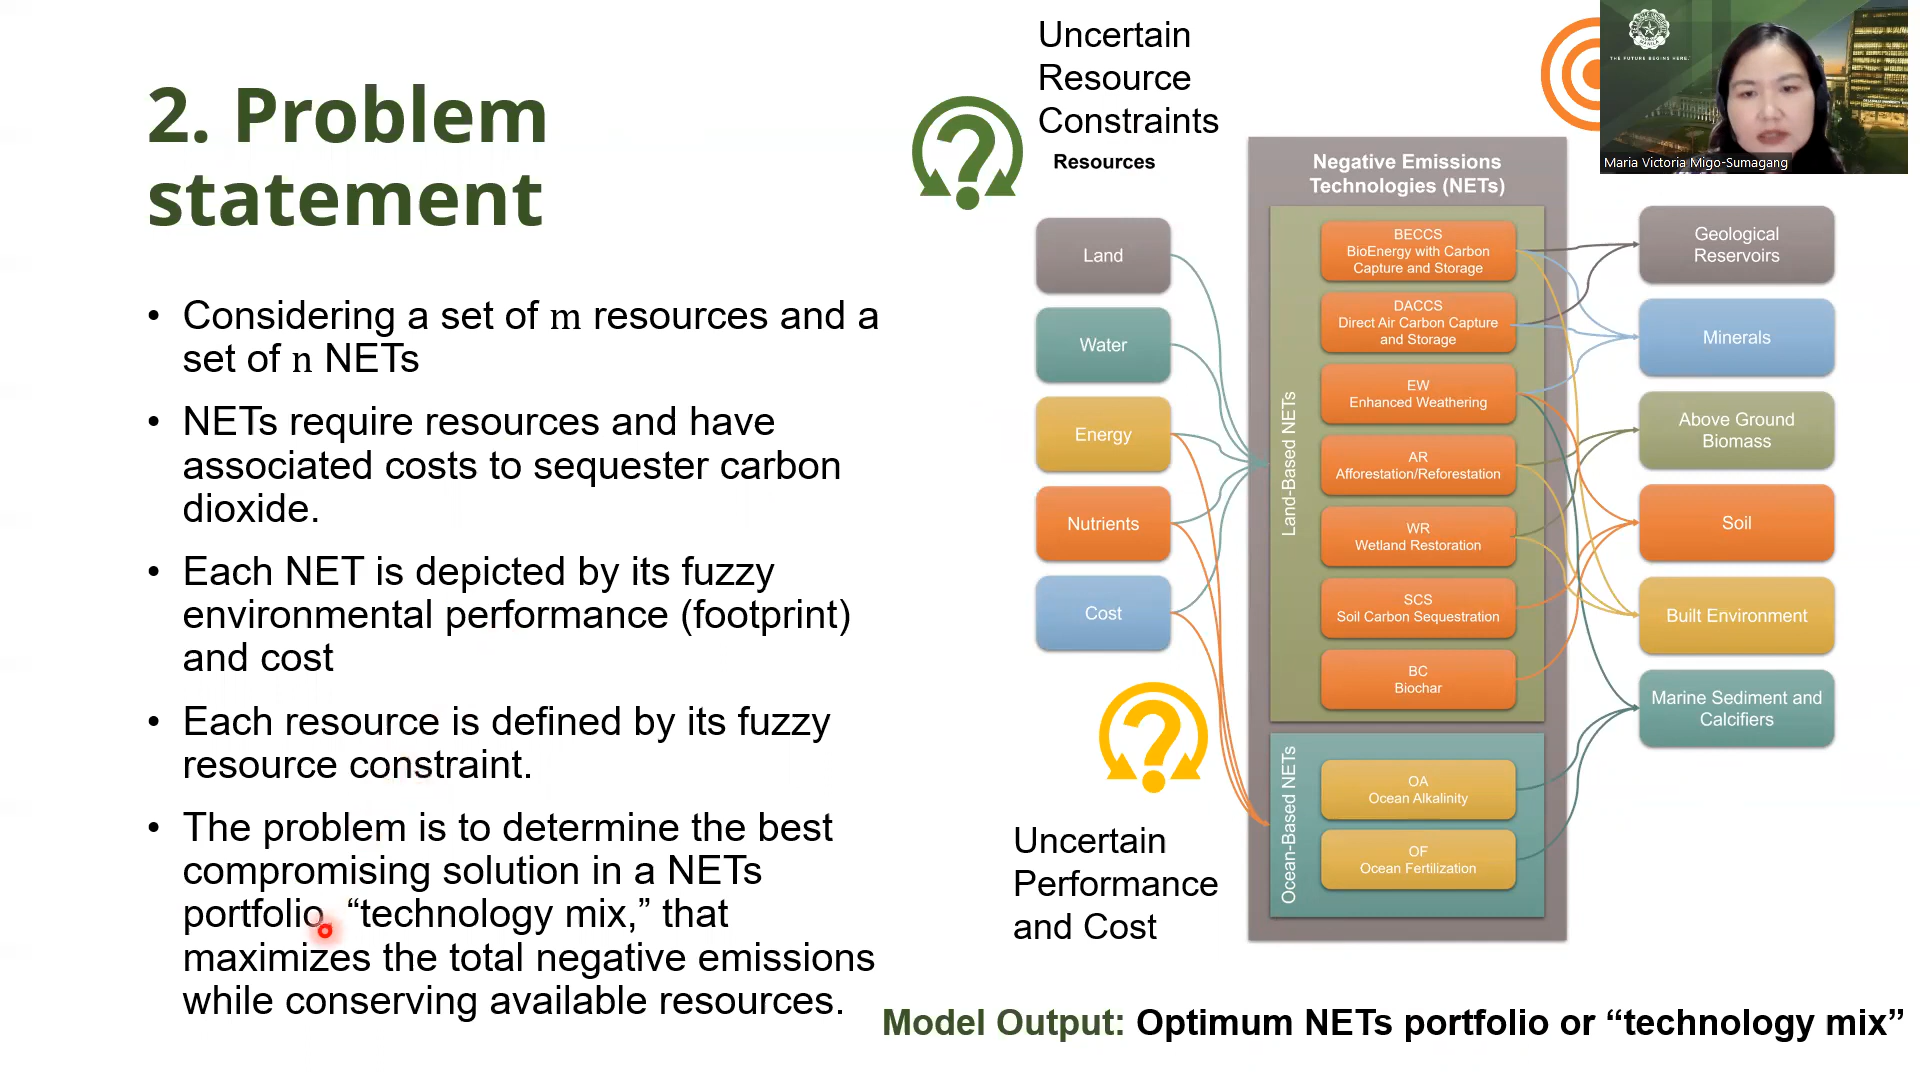 2. Problem
statement
• Considering a set of m resources and a
set of n NETs
• NETs require resources and have
associated costs to sequester carbon
dioxide.
• Each NET is depicted by its fuzzy
environmental performance (footprint)
and cost
• Each resource is defined by its fuzzy
resource constraint.
• The problem is to determine the best
compromising solution in a NETs
portfolio, “technology mix,” that
maximizes the total negative emissions
while conserving available resources.
Uncertain
Resource
Constraints
Resources
Land
Water
Energy
Nutrients
Cost
Uncertain
Performance
and Cost
Negative Emissions
Technologies (NETs)
Land-Based NETs
BECCS
BioEnergy with Carbon
Capture and Storage
DACCS
Direct Air Carbon Capture
and Storage
EW
Enhanced Weathering
AR
Afforestation/Reforestation
WR
Wetland Restoration
SCS
Soil Carbon Sequestration
BC
Biochar
Ocean-Based NETs
OA
Ocean Alkalinity
OF
Ocean Fertilization
Geological
Reservoirs
Minerals
Above Ground
Biomass
Soil
Built Environment
Marine Sediment and
Calcifiers
Model Output: Optimum NETs portfolio or “technology mix”
THE FUTURE BEGINS HERE.
Maria Victoria Migo-Sumagang